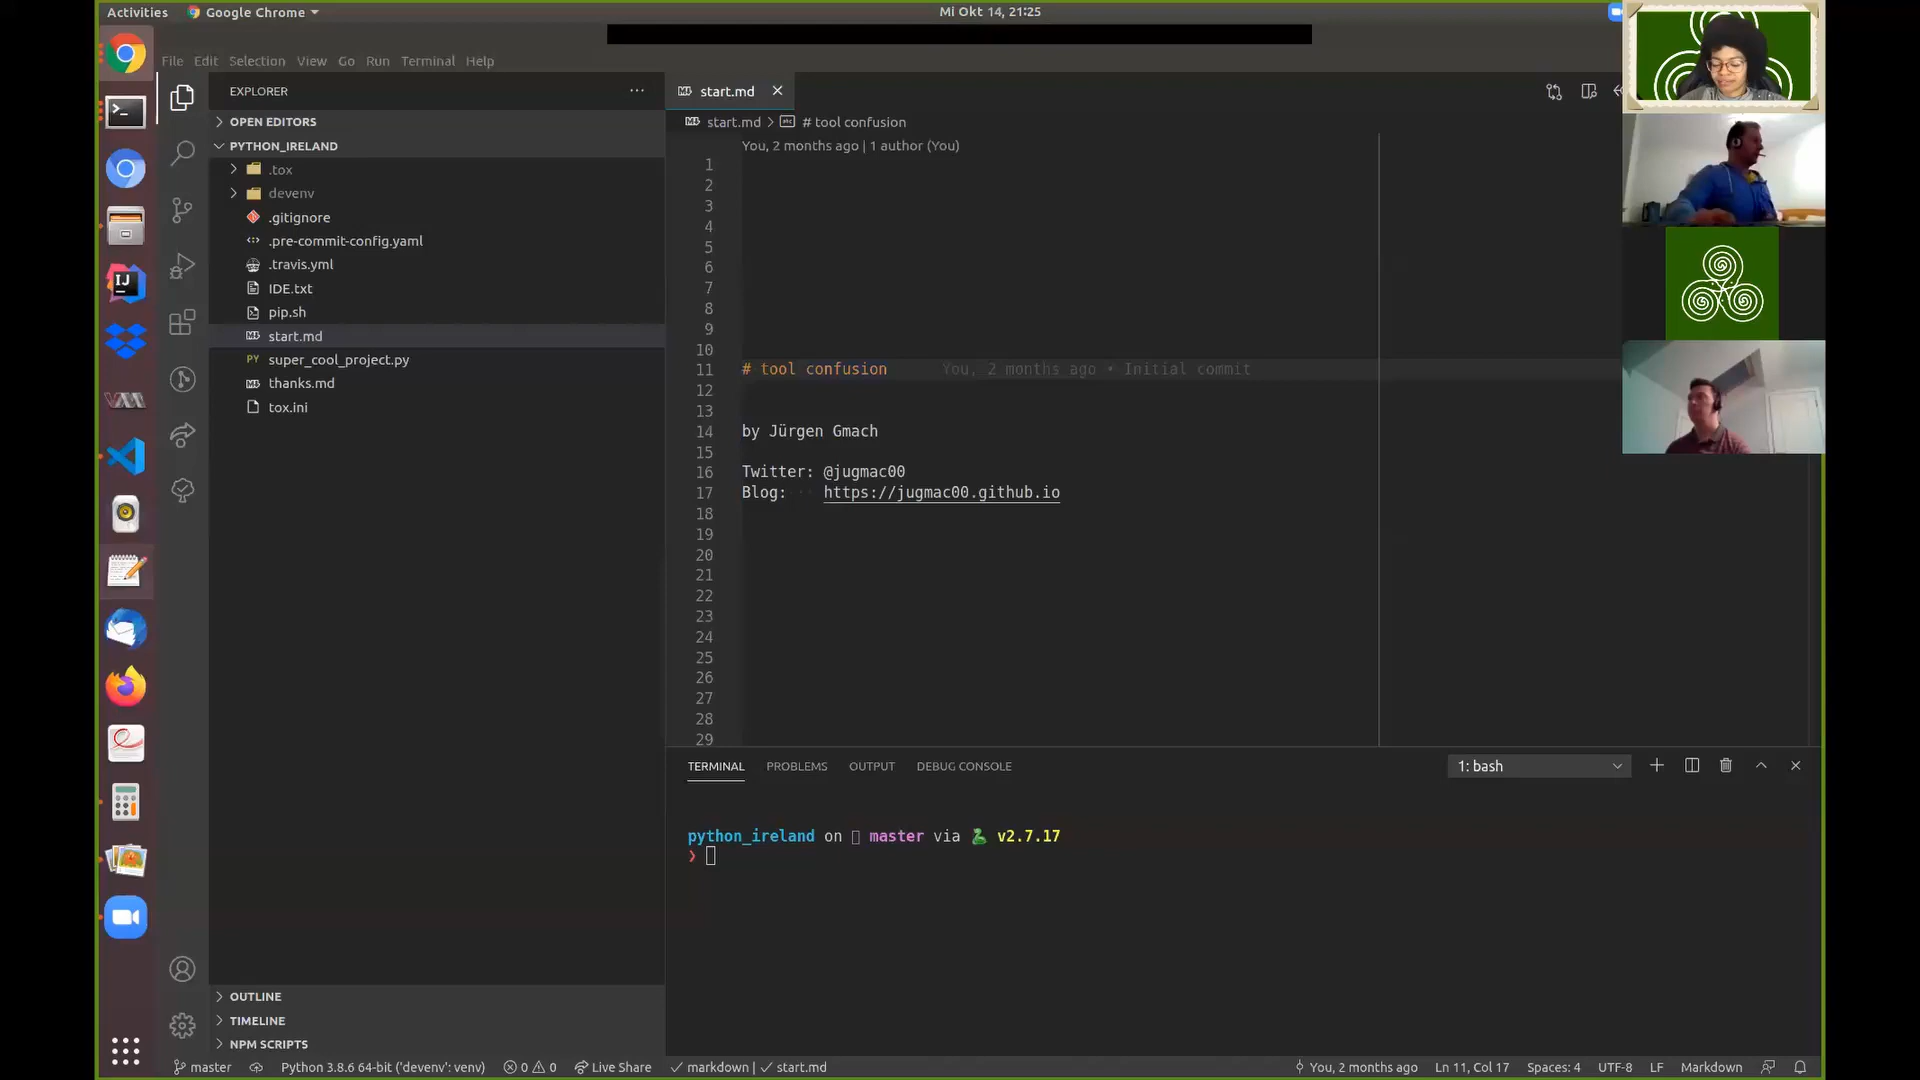 Activities
Google Chrome
Mi Okt 14, 21:25
File Edit Selection View Go Run Terminal Help
EXPLORER
OPEN EDITORS
PYTHON_IRELAND
.tox
devenv
.gitignore
.pre-commit-config.yaml
.travis.yml
IDE.txt
pip.sh
start.md
PY super_cool_project.py
thanks.md
tox.ini
OUTLINE
TIMELINE
NPM SCRIPTS
start.md
start.md > # tool confusion
You, 2 months ago | 1 author (You)
1
2
3
4
5
6
7
8
9
10
11 # tool confusion You, 2 months ago • Initial commit
12
13
14 by Jürgen Gmach
15
16 Twitter: @jugmac00
17 Blog: https://jugmac00.github.io
18
19
20
21
22
23
24
25
26
27
28
29
TERMINAL PROBLEMS OUTPUT DEBUG CONSOLE
1: bash
python_ireland on master via v2.7.17
❯
master
Python 3.8.6 64-bit ('devenv': venv)
0 0
Live Share
markdown | start.md
You, 2 months ago
Ln 11, Col 17
Spaces: 4
UTF-8
LF
Markdown
IJ